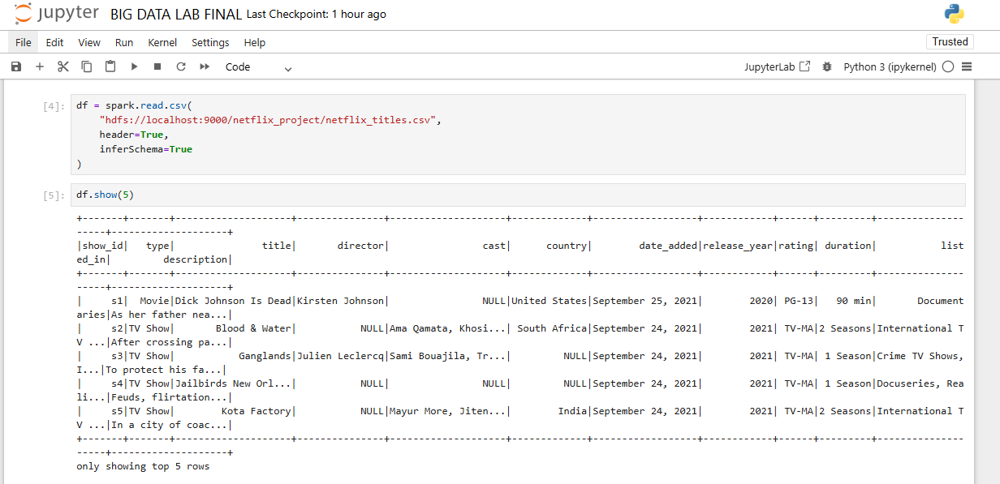 jupyter BIG DATA LAB FINAL Last Checkpoint: 1 hour ago
File Edit View Run Kernel Settings Help Trusted
Code JupyterLab Python 3 (ipykernel)
[4]: df = spark.read.csv(
    "hdfs://localhost:9000/netflix_project/netflix_titles.csv",
    header=True,
    inferSchema=True
)
[5]: df.show(5)
+-------+-------+-------------------+---------------+--------------------+-------------+------------------+------------+------+---------+---------------
-----+--------------------+
|show_id|   type|              title|       director|                cast|      country|        date_added|release_year|rating| duration|           list
ed_in|         description|
+-------+-------+-------------------+---------------+--------------------+-------------+------------------+------------+------+---------+---------------
-----+--------------------+
|     s1|  Movie|Dick Johnson Is Dead|Kirsten Johnson|                NULL|United States|September 25, 2021|        2020| PG-13|   90 min|       Document
aries|As her father nea...|
|     s2|TV Show|       Blood & Water|           NULL|Ama Qamata, Khosi...| South Africa|September 24, 2021|        2021| TV-MA|2 Seasons|International T
V ...|After crossing pa...|
|     s3|TV Show|           Ganglands|Julien Leclercq|Sami Bouajila, Tr...|         NULL|September 24, 2021|        2021| TV-MA| 1 Season|Crime TV Shows,
I...|To protect his fa...|
|     s4|TV Show|Jailbirds New Orl...|           NULL|                NULL|         NULL|September 24, 2021|        2021| TV-MA| 1 Season|Docuseries, Rea
li...|Feuds, flirtation...|
|     s5|TV Show|        Kota Factory|           NULL|Mayur More, Jiten...|        India|September 24, 2021|        2021| TV-MA|2 Seasons|International T
V ...|In a city of coac...|
+-------+-------+-------------------+---------------+--------------------+-------------+------------------+------------+------+---------+---------------
-----+--------------------+
only showing top 5 rows